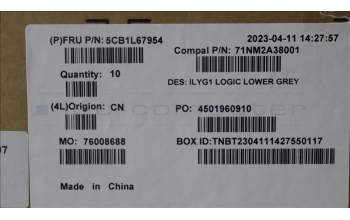 2023-04-11 14:27:57
(P)FRU P/N: 5CB1L67954
Compal P/N: 71NM2A38001
Quantity: 10
DES: ILYG1 LOGIC LOWER GREY
(4L)Origion: CN
PO: 4501960910
MO: 76008688
BOX ID:TNBT2304111427550117
Made in China